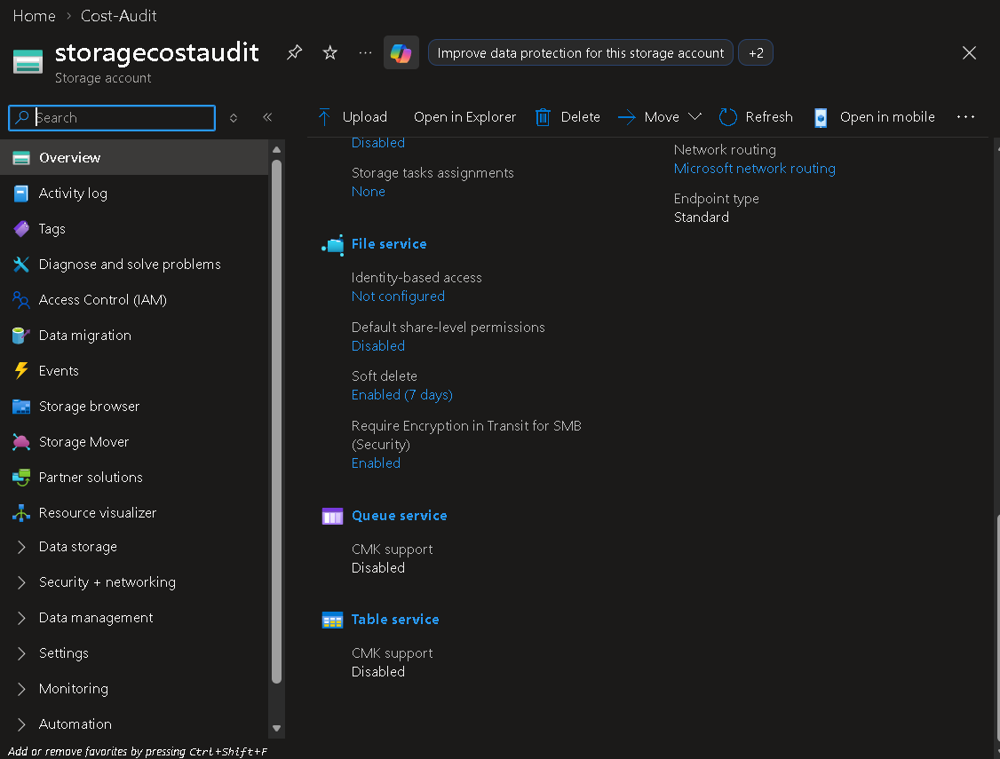 Home > Cost-Audit
storagecostaudit
Storage account
Improve data protection for this storage account
+2
Search
Upload
Open in Explorer
Delete
Move
Refresh
Open in mobile
Overview
Activity log
Tags
Diagnose and solve problems
Access Control (IAM)
Data migration
Events
Storage browser
Storage Mover
Partner solutions
Resource visualizer
Data storage
Security + networking
Data management
Settings
Monitoring
Automation
Add or remove favorites by pressing Ctrl+Shift+F
Disabled
Storage tasks assignments
None
File service
Identity-based access
Not configured
Default share-level permissions
Disabled
Soft delete
Enabled (7 days)
Require Encryption in Transit for SMB
(Security)
Enabled
Queue service
CMK support
Disabled
Table service
CMK support
Disabled
Network routing
Microsoft network routing
Endpoint type
Standard